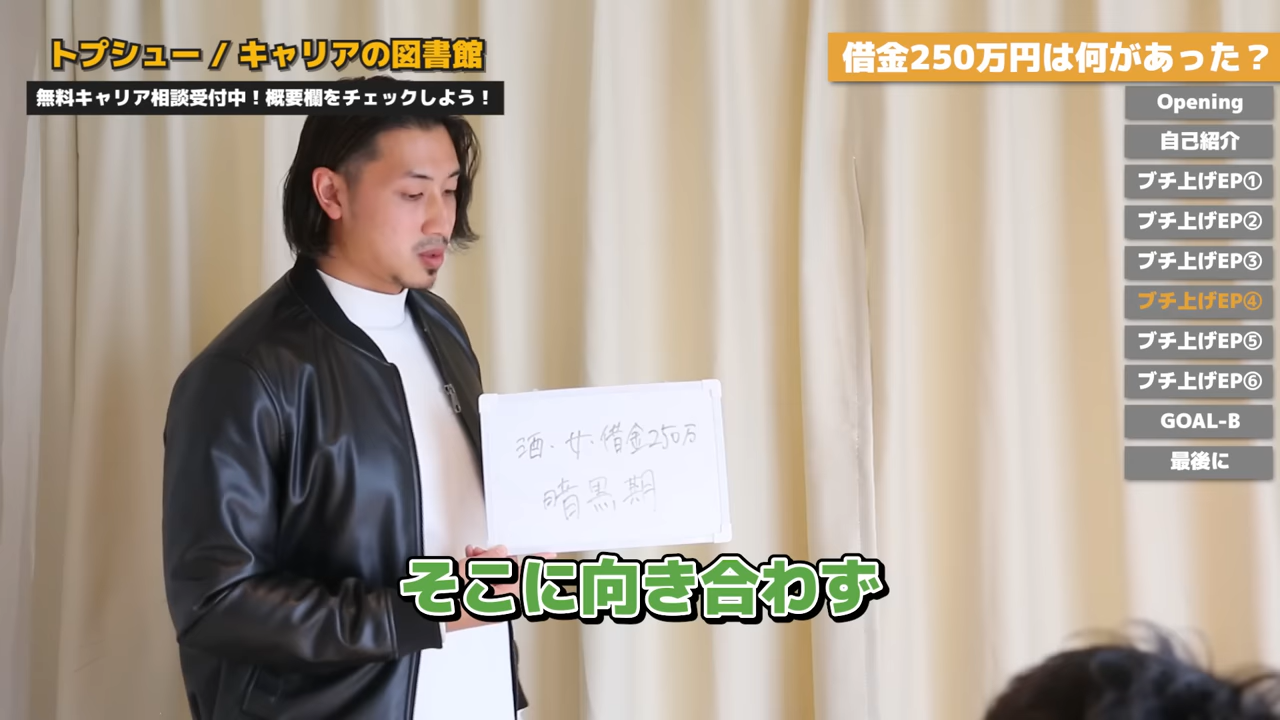 トプシュー / キャリアの図書館
無料キャリア相談受付中！概要欄をチェックしよう！
借金250万円は何があった？
Opening
自己紹介
ブチ上げEP①
ブチ上げEP②
ブチ上げEP③
ブチ上げEP④
ブチ上げEP⑤
ブチ上げEP⑥
GOAL-B
最後に
酒・女・借金250万
暗黒期
そこに向き合わず